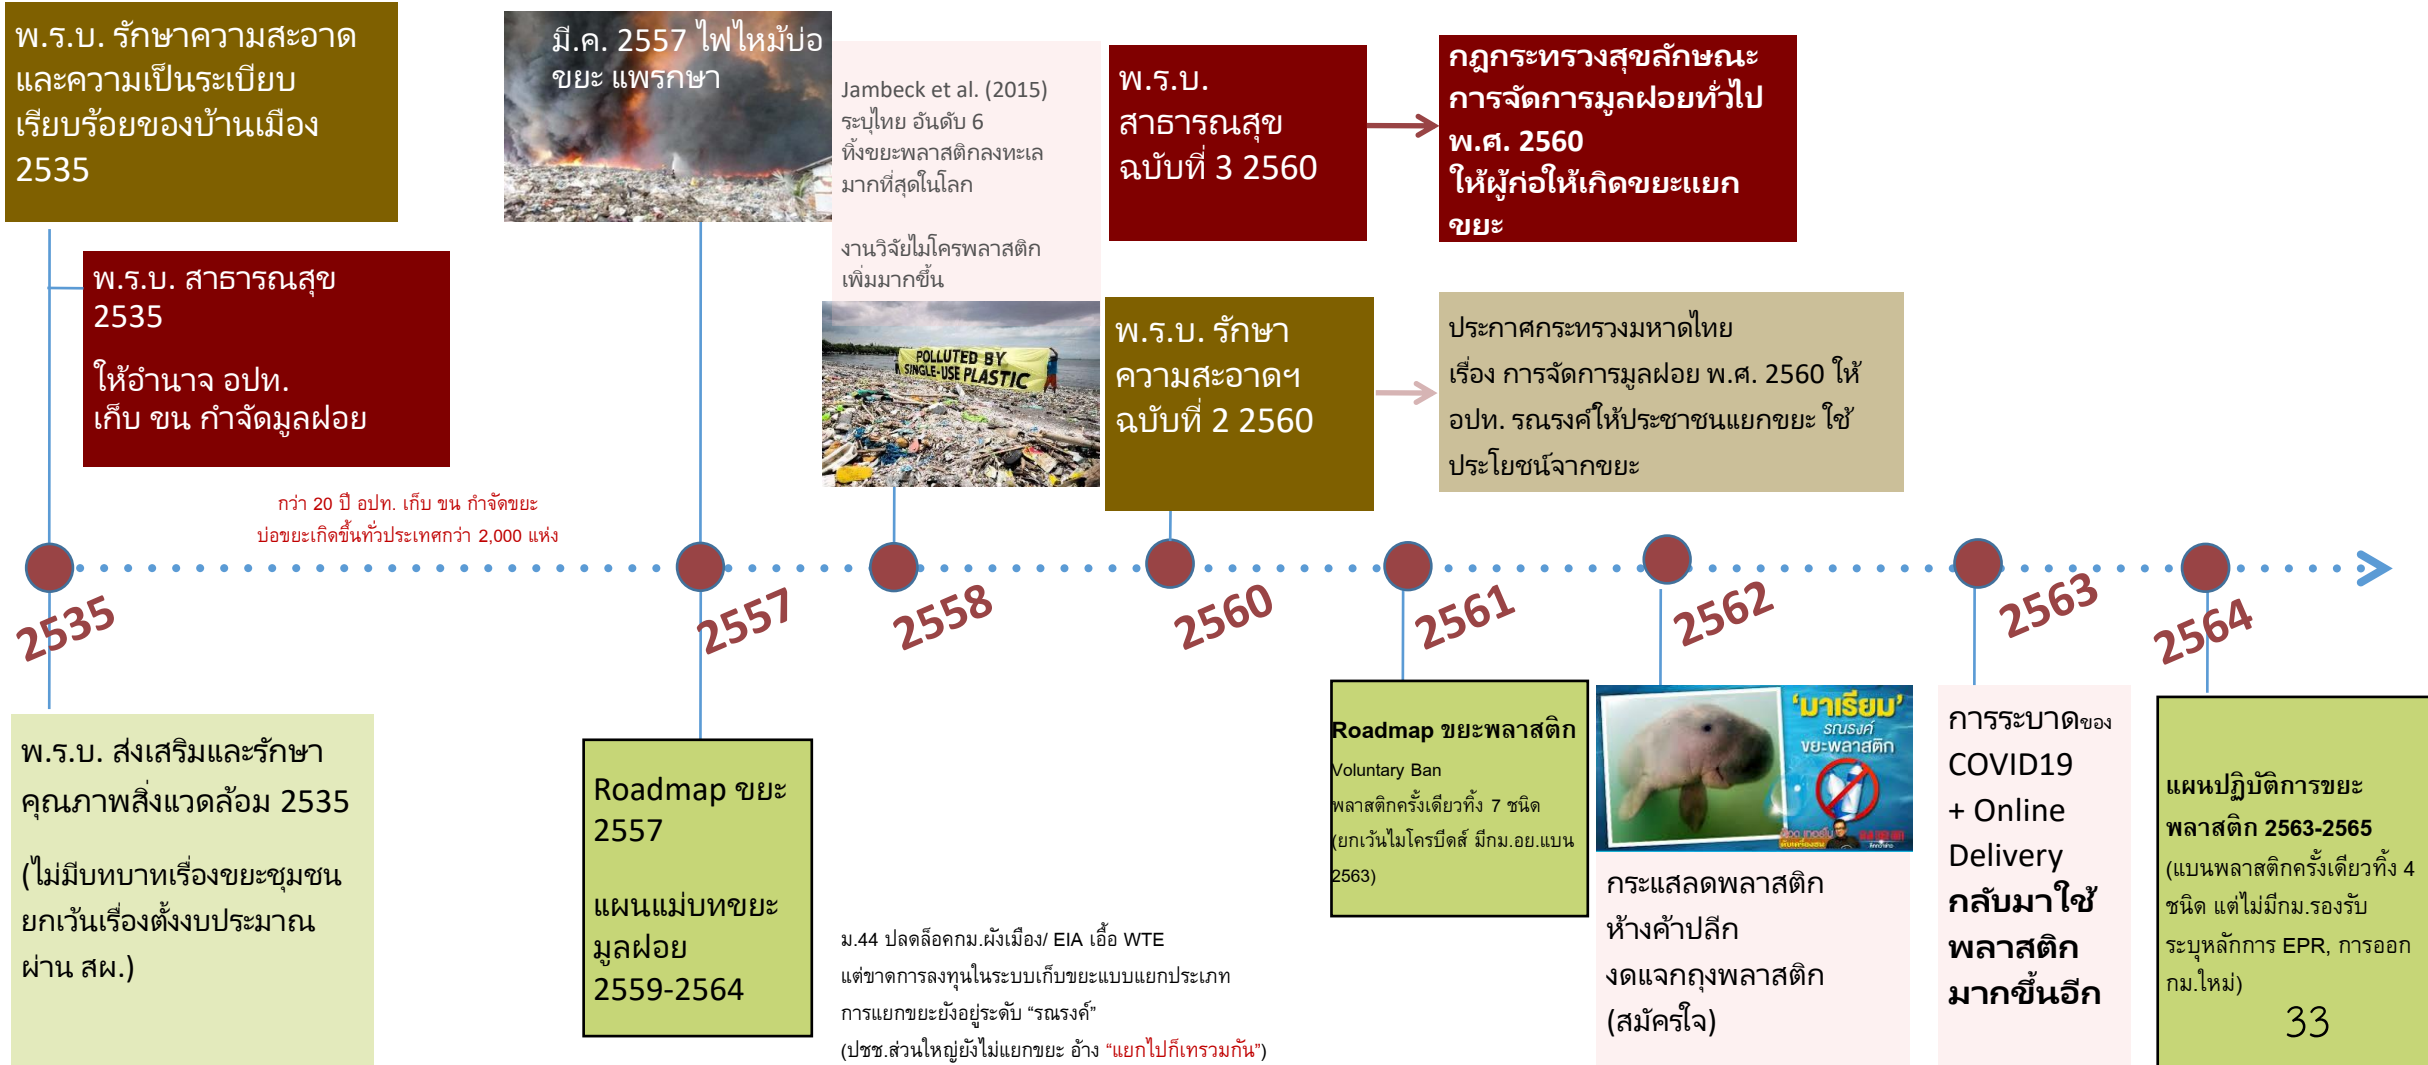 พ.ร.บ. รักษาความสะอาด
และความเป็นระเบียบ
เรียบร้อยของบ้านเมือง
2535
พ.ร.บ. สาธารณสุข
2535
ให้อำนาจ อปท.
เก็บ ขน กำจัดมูลฝอย
มี.ค. 2557 ไฟไหม้บ่อ
ขยะ แพรกษา
Jambeck et al. (2015)
ระบุไทย อันดับ 6
ทิ้งขยะพลาสติกลงทะเล
มากที่สุดในโลก
งานวิจัยไมโครพลาสติก
เพิ่มมากขึ้น
POLLUTED BY
SINGLE-USE PLASTIC
พ.ร.บ.
สาธารณสุข
ฉบับที่ 3 2560
กฎกระทรวงสุขลักษณะ
การจัดการมูลฝอยทั่วไป
พ.ศ. 2560
ให้ผู้ก่อให้เกิดขยะแยก
ขยะ
พ.ร.บ. รักษา
ความสะอาดฯ
ฉบับที่ 2 2560
ประกาศกระทรวงมหาดไทย
เรื่อง การจัดการมูลฝอย พ.ศ. 2560 ให้
อปท. รณรงค์ให้ประชาชนแยกขยะ ใช้
ประโยชน์จากขยะ
กว่า 20 ปี อปท. เก็บ ขน กำจัดขยะ
บ่อขยะเกิดขึ้นทั่วประเทศกว่า 2,000 แห่ง
2535
2557
2558
2560
2561
2562
2563
2564
พ.ร.บ. ส่งเสริมและรักษา
คุณภาพสิ่งแวดล้อม 2535
(ไม่มีบทบาทเรื่องขยะชุมชน
ยกเว้นเรื่องตั้งงบประมาณ
ผ่าน สผ.)
Roadmap ขยะ
2557
แผนแม่บทขยะ
มูลฝอย
2559-2564
ม.44 ปลดล็อคกม.ผังเมือง/ EIA เอื้อ WTE
แต่ขาดการลงทุนในระบบเก็บขยะแบบแยกประเภท
การแยกขยะยังอยู่ระดับ “รณรงค์”
(ปชช.ส่วนใหญ่ยังไม่แยกขยะ อ้าง “แยกไปก็เทรวมกัน”)
Roadmap ขยะพลาสติก
Voluntary Ban
พลาสติกครั้งเดียวทิ้ง 7 ชนิด
(ยกเว้นไมโครบีดส์ มีกม.อย.แบน
2563)
‘มาเรียม’
รณรงค์
ขยะพลาสติก
กระแสลดพลาสติก
ห้างค้าปลีก
งดแจกถุงพลาสติก
(สมัครใจ)
การระบาดของ
COVID19
+ Online
Delivery
กลับมาใช้
พลาสติก
มากขึ้นอีก
แผนปฏิบัติการขยะ
พลาสติก 2563-2565
(แบนพลาสติกครั้งเดียวทิ้ง 4
ชนิด แต่ไม่มีกม.รองรับ
ระบุหลักการ EPR, การออก
กม.ใหม่)
33